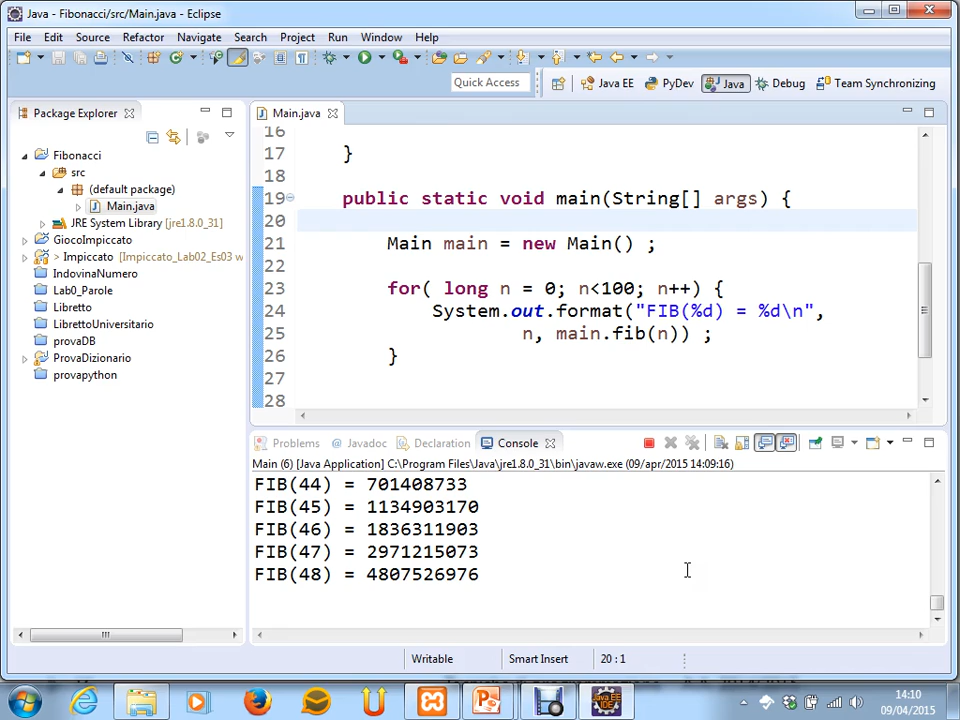 Java - Fibonacci/src/Main.java - Eclipse
File Edit Source Refactor Navigate Search Project Run Window Help
Quick Access
Java EE
PyDev
Java
Debug
Team Synchronizing
Package Explorer
Fibonacci
src
(default package)
Main.java
JRE System Library [jre1.8.0_31]
GiocoImpiccato
> Impiccato [Impiccato_Lab02_Es03 w
IndovinaNumero
Lab0_Parole
Libretto
LibrettoUniversitario
provaDB
ProvaDizionario
provapython
Main.java
16
17 }
18
19 public static void main(String[] args) {
20
21 Main main = new Main() ;
22
23 for( long n = 0; n<100; n++) {
24 System.out.format("FIB(%d) = %d\n",
25 n, main.fib(n)) ;
26 }
27
28
Problems @ Javadoc Declaration Console
Main (6) [Java Application] C:\Program Files\Java\jre1.8.0_31\bin\javaw.exe (09/apr/2015 14:09:16)
FIB(44) = 701408733
FIB(45) = 1134903170
FIB(46) = 1836311903
FIB(47) = 2971215073
FIB(48) = 4807526976
Writable Smart Insert 20 : 1
14:10
09/04/2015